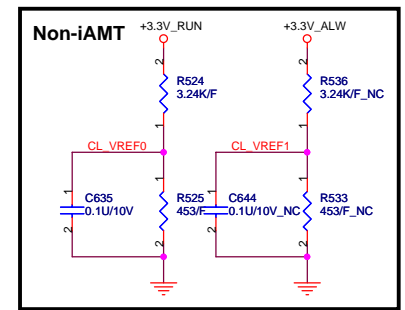 Non-iAMT
+3.3V_RUN
+3.3V_ALW
2
2
R524
3.24K/F
R536
3.24K/F_NC
1
1
CL_VREF0
CL_VREF1
1
1
1
1
C635
0.1U/10V
R525
453/F
C644
0.1U/10V_NC
R533
453/F_NC
2
2
2
2